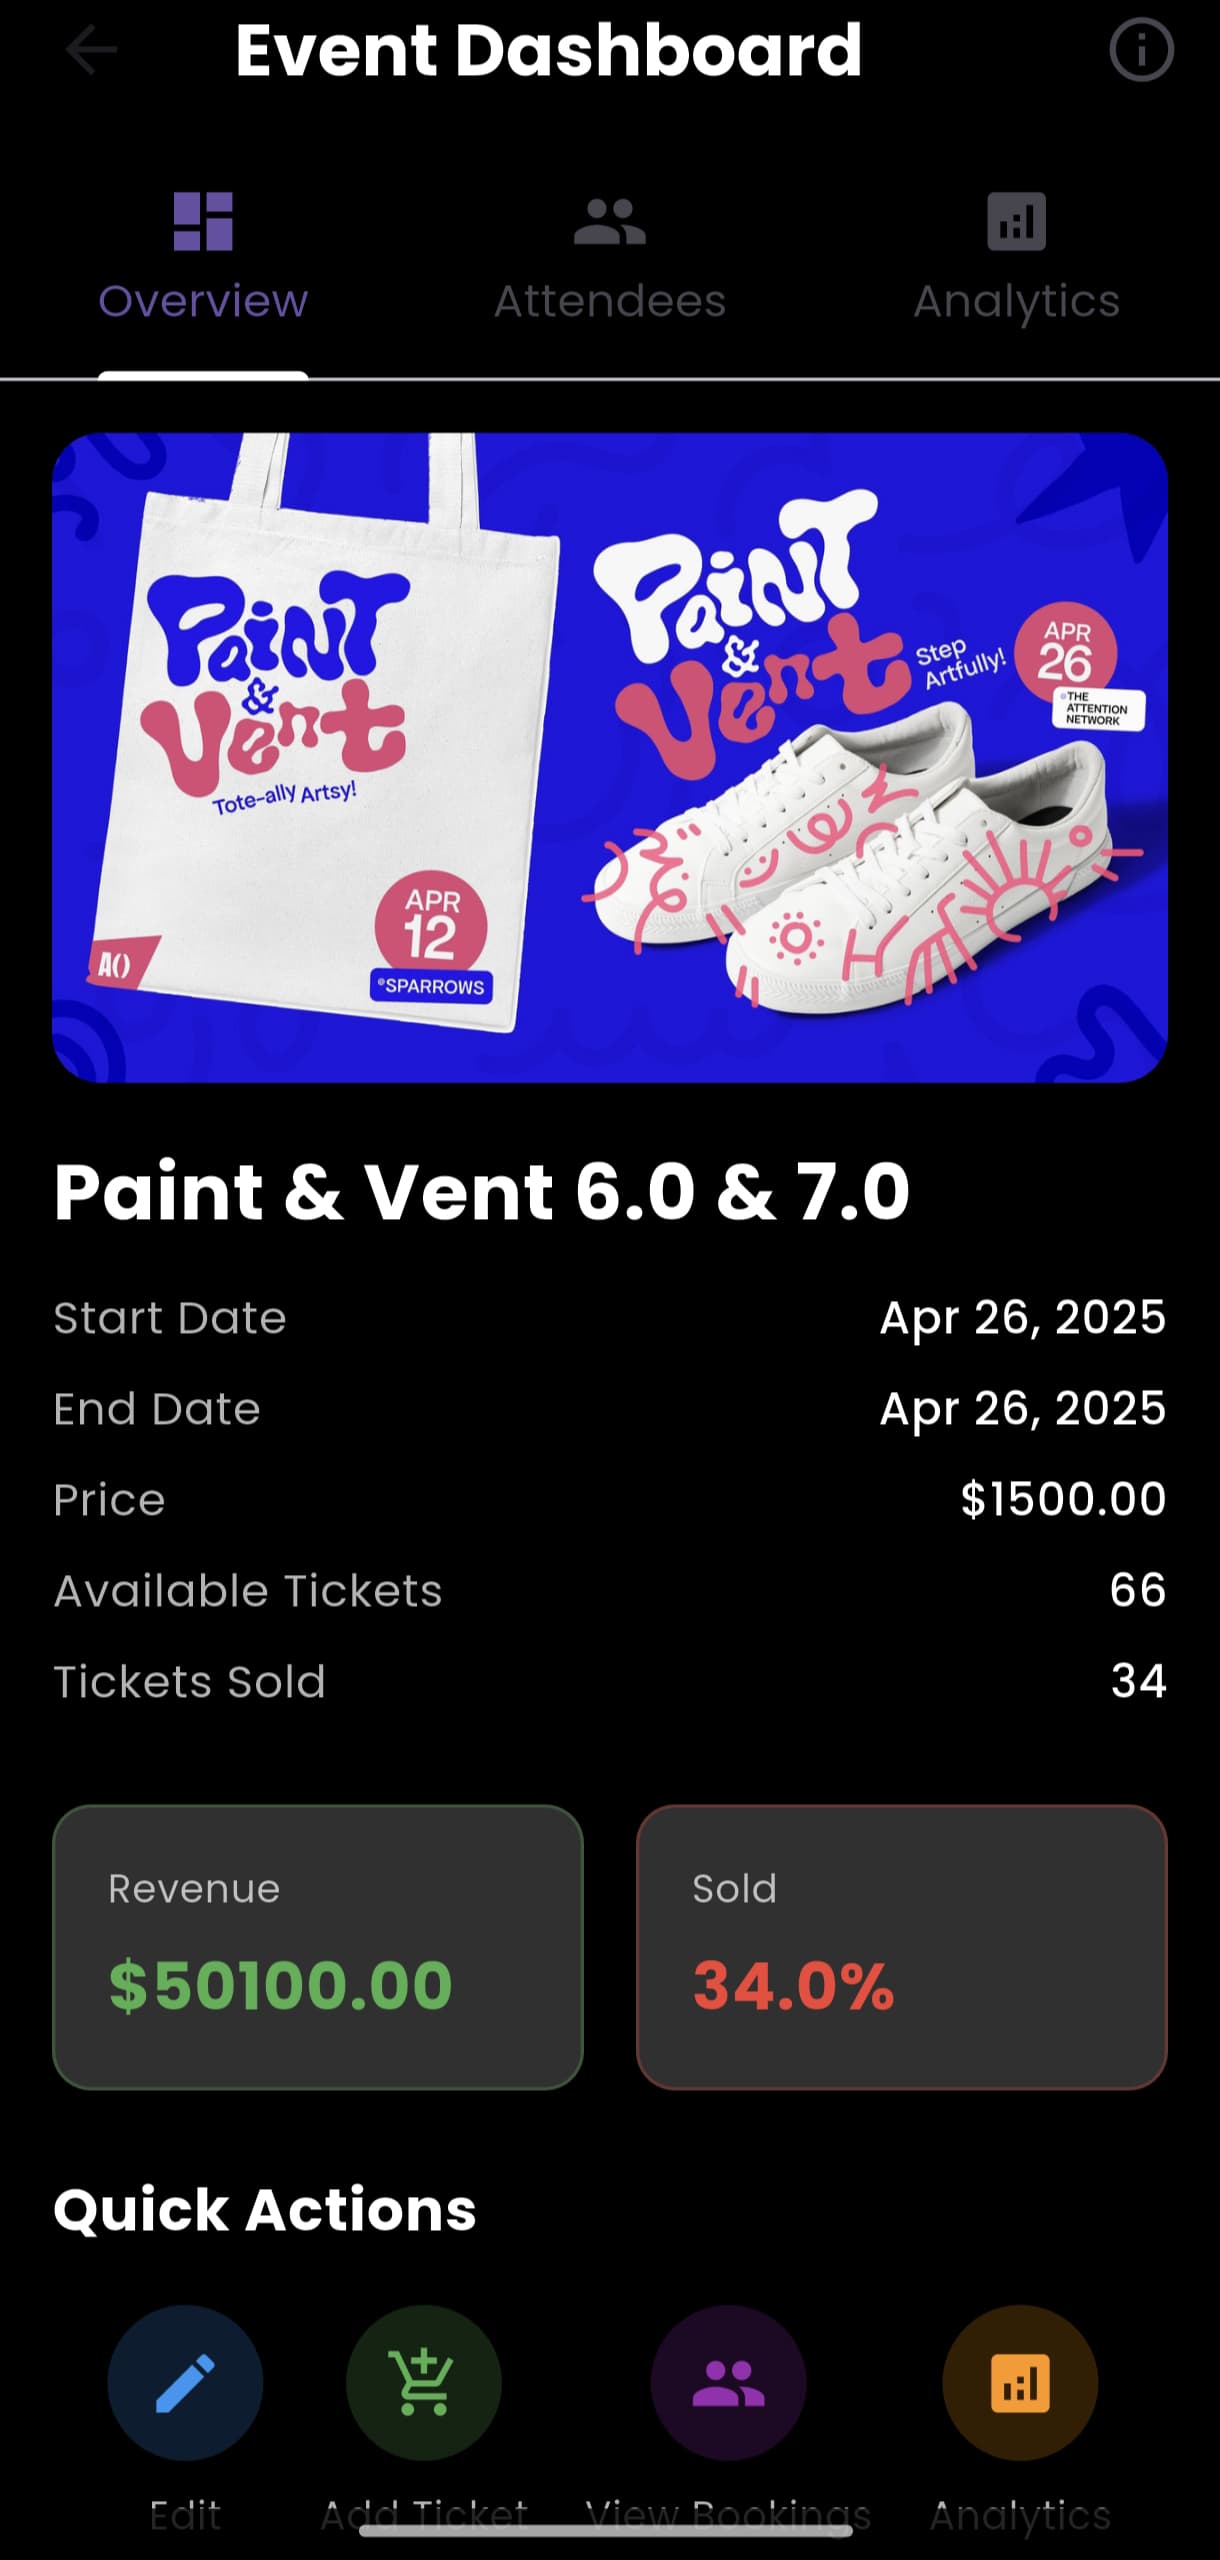 Event Dashboard
Overview
Attendees
Analytics
PaiNT
&
Vent
Tote-ally Artsy!
APR
12
SPARROWS
A()
PaiNT
&
Vent
Step
Artfully!
APR
26
THE
ATTENTION
NETWORK
Paint & Vent 6.0 & 7.0
Start Date Apr 26, 2025
End Date Apr 26, 2025
Price $1500.00
Available Tickets 66
Tickets Sold 34
Revenue
$50100.00
Sold
34.0%
Quick Actions
Edit
Add Ticket
View Bookings
Analytics